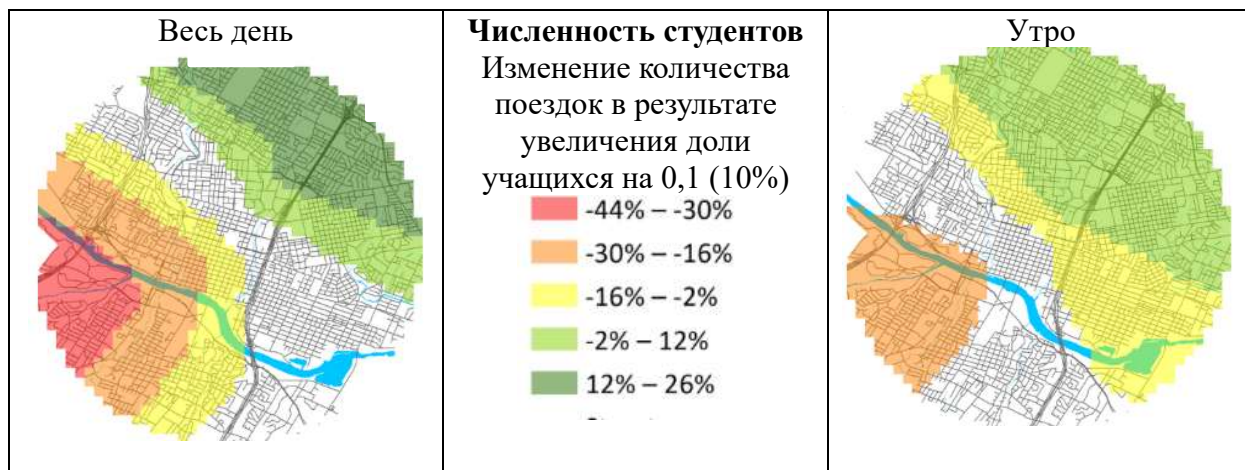 Весь день
Численность студентов
Изменение количества
поездок в результате
увеличения доли
учащихся на 0,1 (10%)
-44% – -30%
-30% – -16%
-16% – -2%
-2% – 12%
12% – 26%
Утро